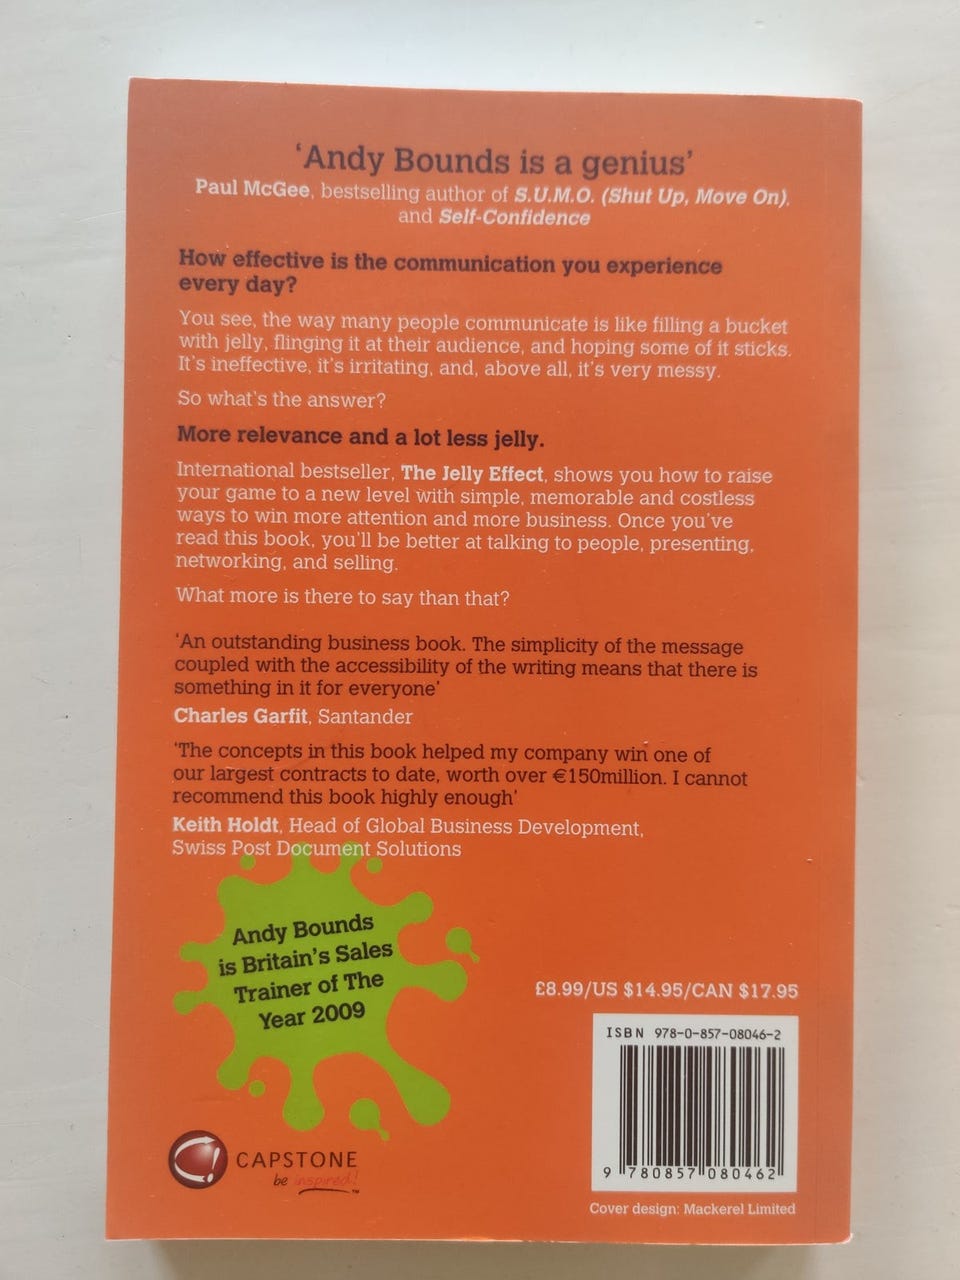 ‘Andy Bounds is a genius’
Paul McGee, bestselling author of S.U.M.O. (Shut Up, Move On),
and Self-Confidence
How effective is the communication you experience
every day?
You see, the way many people communicate is like filling a bucket
with jelly, flinging it at their audience, and hoping some of it sticks.
It’s ineffective, it’s irritating, and, above all, it’s very messy.
So what’s the answer?
More relevance and a lot less jelly.
International bestseller, The Jelly Effect, shows you how to raise
your game to a new level with simple, memorable and costless
ways to win more attention and more business. Once you’ve
read this book, you’ll be better at talking to people, presenting,
networking, and selling.
What more is there to say than that?
‘An outstanding business book. The simplicity of the message
coupled with the accessibility of the writing means that there is
something in it for everyone’
Charles Garfit, Santander
‘The concepts in this book helped my company win one of
our largest contracts to date, worth over €150million. I cannot
recommend this book highly enough’
Keith Holdt, Head of Global Business Development,
Swiss Post Document Solutions
Andy Bounds
is Britain’s Sales
Trainer of The
Year 2009
£8.99/US $14.95/CAN $17.95
ISBN 978-0-857-08046-2
9 780857 080462
CAPSTONE
be inspired!™
Cover design: Mackerel Limited